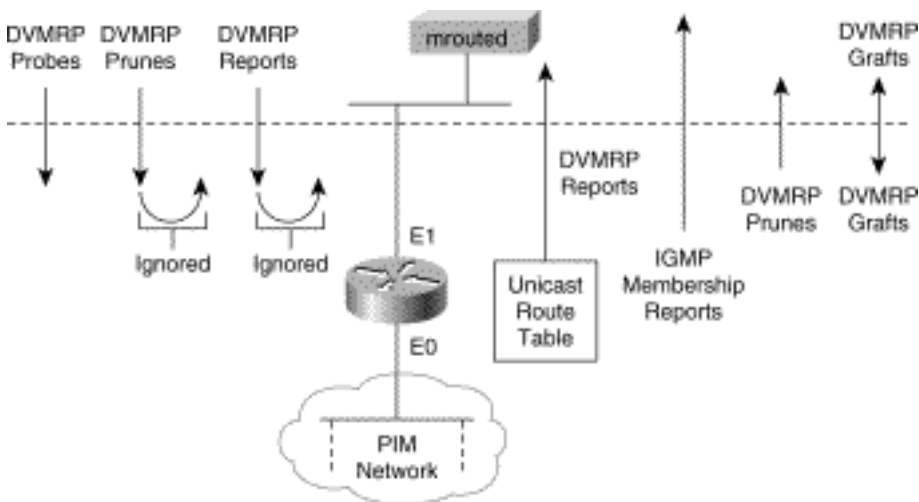 DVMRP
Probes
DVMRP
Prunes
DVMRP
Reports
mrouted
DVMRP
Grafts
DVMRP
Reports
DVMRP
Prunes
DVMRP
Grafts
Ignored
Ignored
E1
Unicast
Route
Table
IGMP
Membership
Reports
E0
PIM
Network